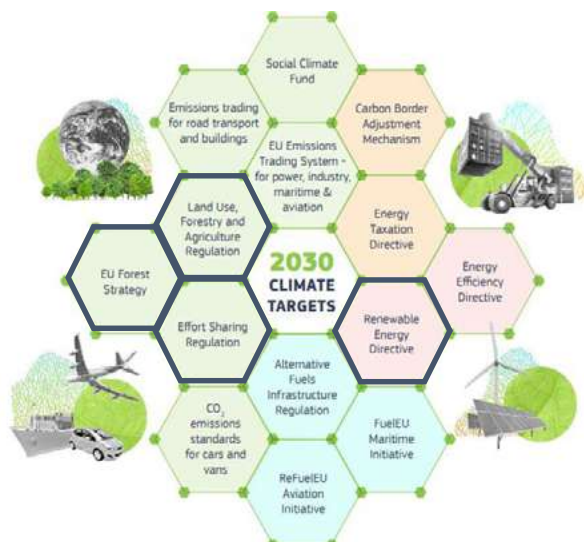 Social Climate
Fund
Emissions trading
for road transport
and buildings
Carbon Border
Adjustment
Mechanism
EU Emissions
Trading System -
for power, industry,
maritime &
aviation
Land Use,
Forestry and
Agriculture
Regulation
Energy
Taxation
Directive
EU Forest
Strategy
2030
CLIMATE
TARGETS
Energy
Efficiency
Directive
Effort Sharing
Regulation
Renewable
Energy
Directive
Alternative
Fuels
Infrastructure
Regulation
CO₂
emissions
standards
for cars and
vans
FuelEU
Maritime
Initiative
ReFuelEU
Aviation
Initiative